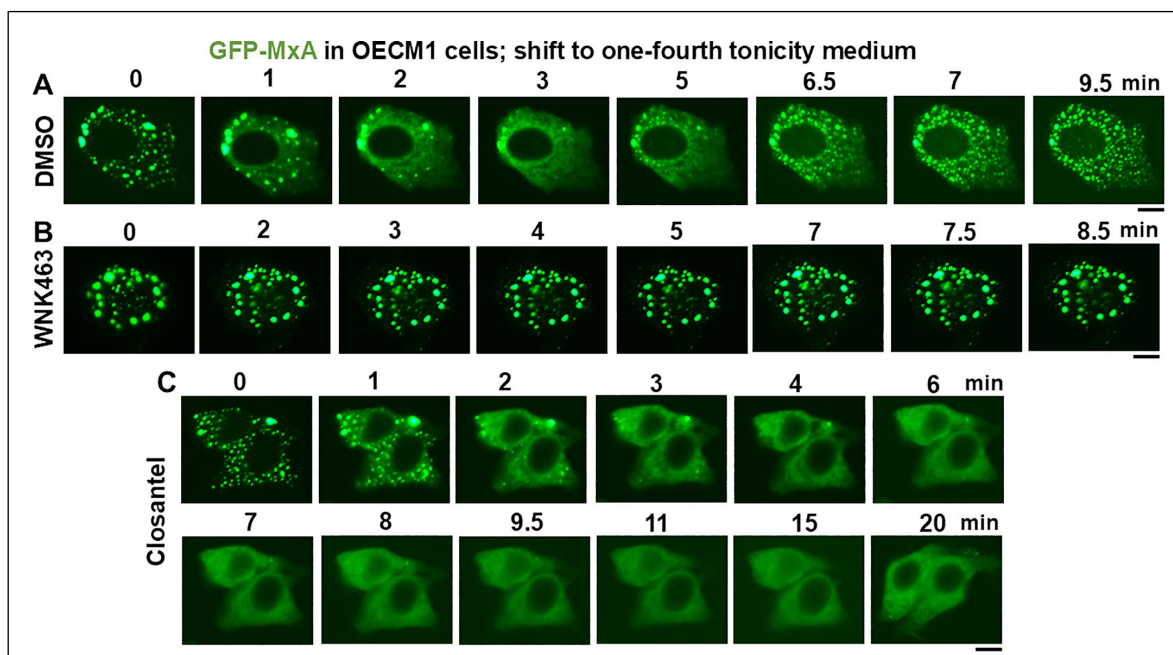 GFP-MxA in OECM1 cells; shift to one-fourth tonicity medium
A 0 1 2 3 5 6.5 7 9.5 min
DMSO
B 0 2 3 4 5 7 7.5 8.5 min
WNK463
C 0 1 2 3 4 6 min
Closantel
7 8 9.5 11 15 20 min